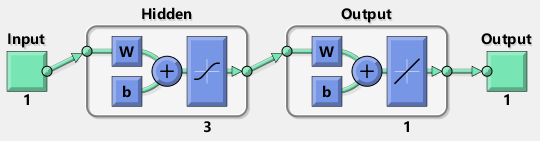 Hidden Output
Input Output
W W
b b
1 3 1 1